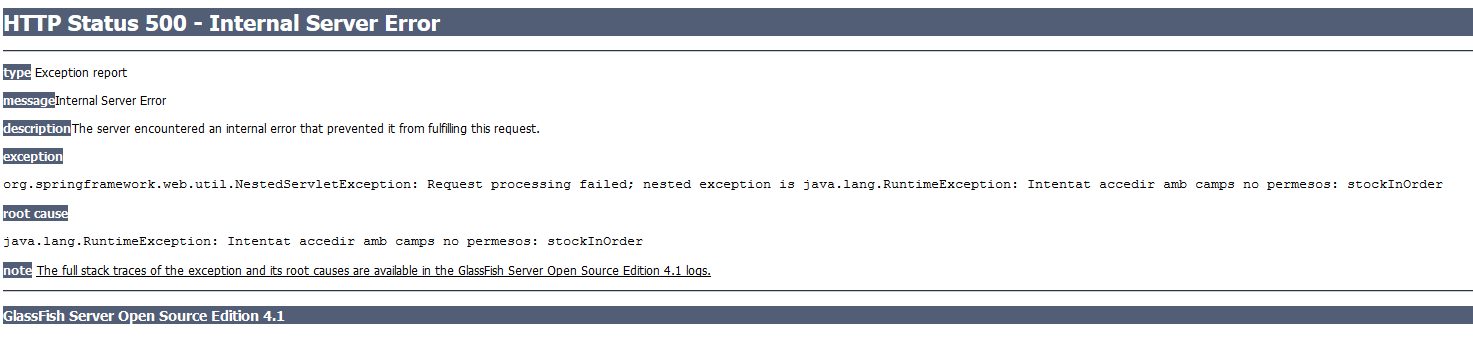 HTTP Status 500 - Internal Server Error
type Exception report
messageInternal Server Error
descriptionThe server encountered an internal error that prevented it from fulfilling this request.
exception
org.springframework.web.util.NestedServletException: Request processing failed; nested exception is java.lang.RuntimeException: Intentat accedir amb camps no permesos: stockInOrder
root cause
java.lang.RuntimeException: Intentat accedir amb camps no permesos: stockInOrder
note The full stack traces of the exception and its root causes are available in the GlassFish Server Open Source Edition 4.1 logs.
GlassFish Server Open Source Edition 4.1